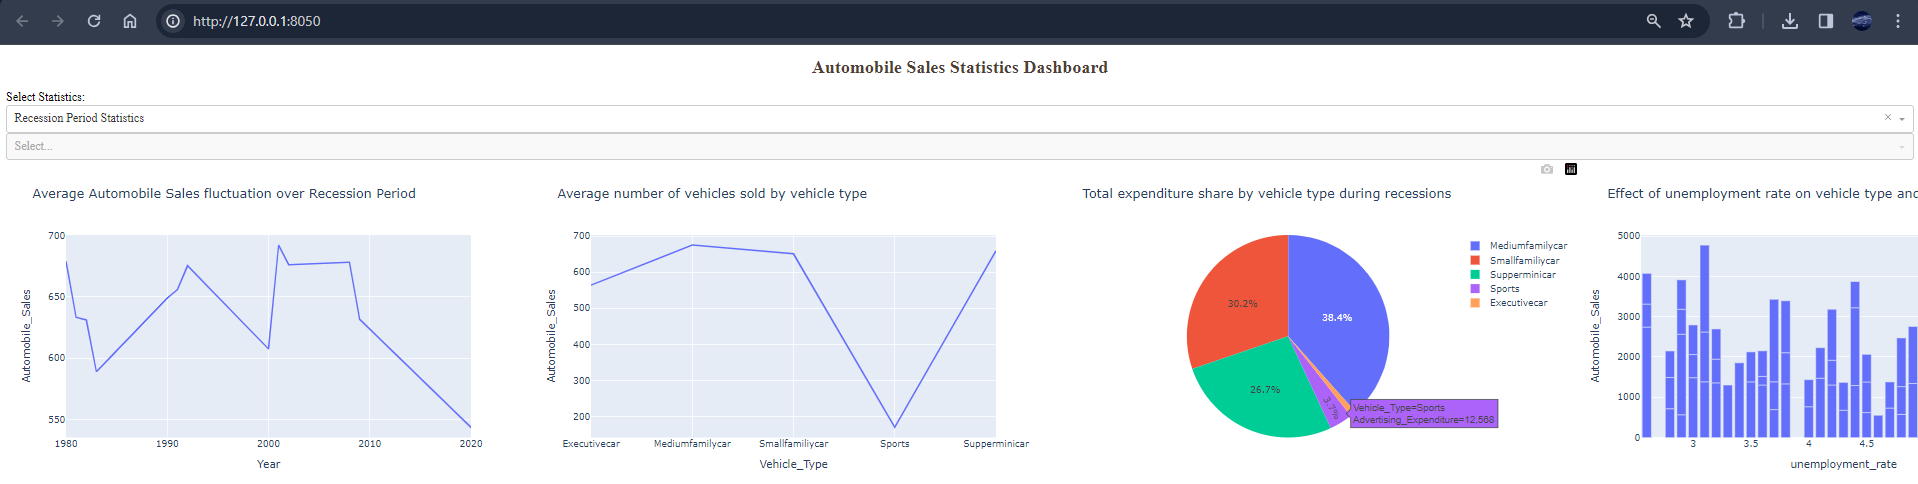 http://127.0.0.1:8050
Automobile Sales Statistics Dashboard
Select Statistics:
Recession Period Statistics
Select...
Average Automobile Sales fluctuation over Recession Period
Automobile_Sales
700
650
600
550
1980
1990
2000
2010
2020
Year
Average number of vehicles sold by vehicle type
Automobile_Sales
700
600
500
400
300
200
Executivecar
Mediumfamilycar
Smallfamiliycar
Sports
Supperminicar
Vehicle_Type
Total expenditure share by vehicle type during recessions
38.4%
30.2%
26.7%
3.7%
Mediumfamilycar
Smallfamiliycar
Supperminicar
Sports
Executivecar
Vehicle_Type=Sports
Advertising_Expenditure=12,568
Effect of unemployment rate on vehicle type and
Automobile_Sales
5000
4000
3000
2000
1000
0
3
3.5
4
4.5
unemployment_rate